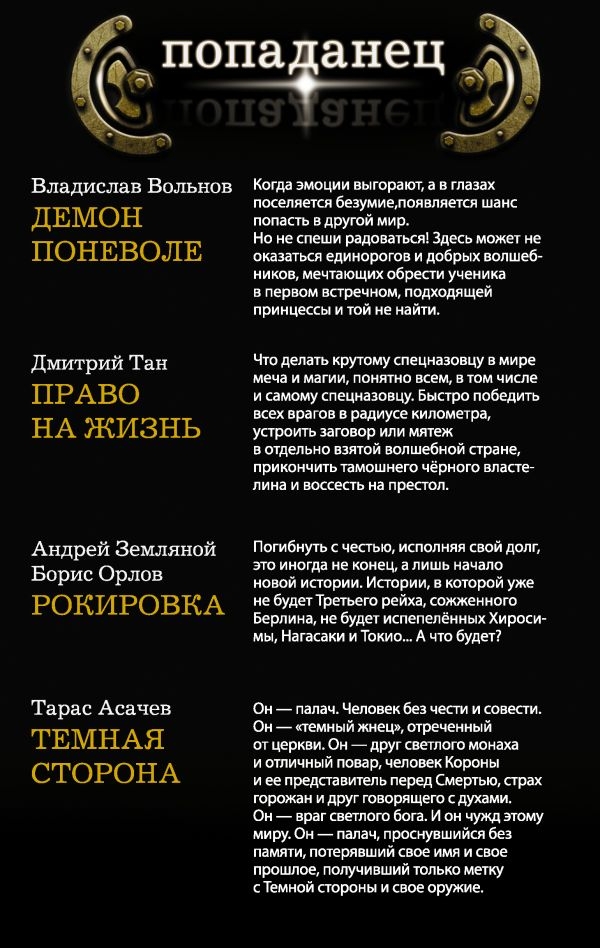 попаданец
Владислав Вольнов
ДЕМОН
ПОНЕВОЛЕ
Когда эмоции выгорают, а в глазах
поселяется безумие,появляется шанс
попасть в другой мир.
Но не спеши радоваться! Здесь может не
оказаться единорогов и добрых волшеб-
ников, мечтающих обрести ученика
в первом встречном, подходящей
принцессы и той не найти.
Дмитрий Тан
ПРАВО
НА ЖИЗНЬ
Что делать крутому спецназовцу в мире
меча и магии, понятно всем, в том числе
и самому спецназовцу. Быстро победить
всех врагов в радиусе километра,
устроить заговор или мятеж
в отдельно взятой волшебной стране,
прикончить тамошнего чёрного власте-
лина и воссесть на престол.
Андрей Земляной
Борис Орлов
РОКИРОВКА
Погибнуть с честью, исполняя свой долг,
это иногда не конец, а лишь начало
новой истории. Истории, в которой уже
не будет Третьего рейха, сожженного
Берлина, не будет испепелённых Хироси-
мы, Нагасаки и Токио... А что будет?
Тарас Асачев
ТЕМНАЯ
СТОРОНА
Он — палач. Человек без чести и совести.
Он — «темный жнец», отреченный
от церкви. Он — друг светлого монаха
и отличный повар, человек Короны
и ее представитель перед Смертью, страх
горожан и друг говорящего с духами.
Он — враг светлого бога. И он чужд этому
миру. Он — палач, проснувшийся без
памяти, потерявший свое имя и свое
прошлое, получивший только метку
с Темной стороны и свое оружие.